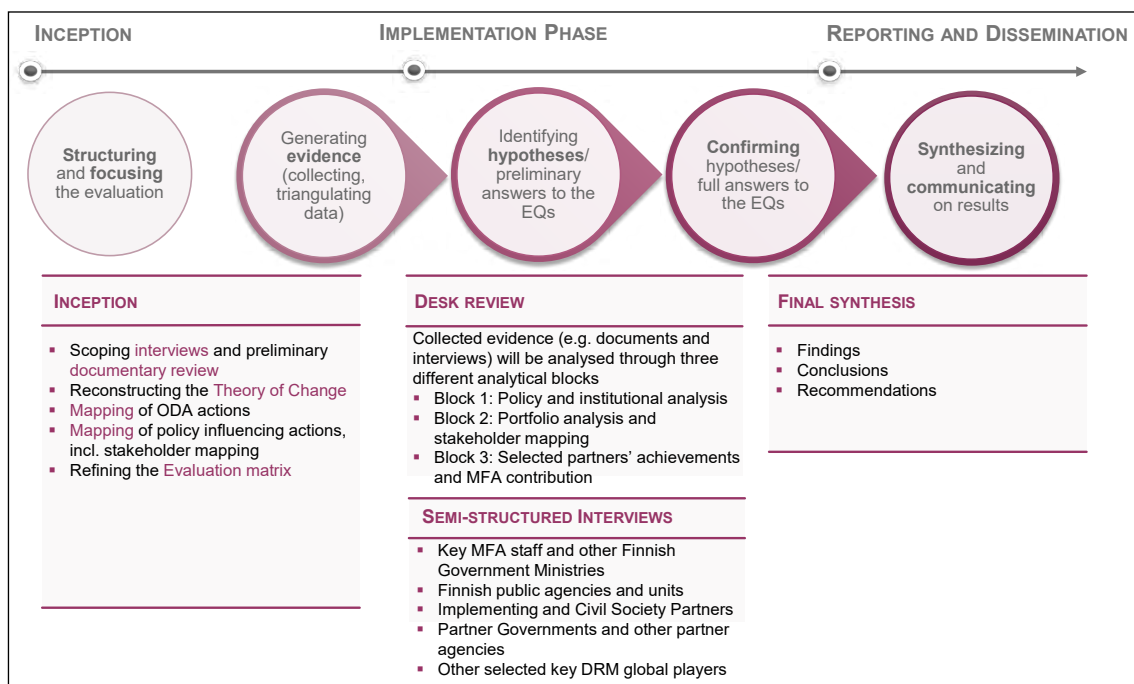 INCEPTION
IMPLEMENTATION PHASE
REPORTING AND DISSEMINATION
Structuring
and focusing
the evaluation
Generating
evidence
(collecting,
triangulating
data)
Identifying
hypotheses/
preliminary
answers to the
EQs
Confirming
hypotheses/
full answers to
the EQs
Synthesizing
and
communicating
on results
INCEPTION
▪ Scoping interviews and preliminary
documentary review
▪ Reconstructing the Theory of Change
▪ Mapping of ODA actions
▪ Mapping of policy influencing actions,
incl. stakeholder mapping
▪ Refining the Evaluation matrix
DESK REVIEW
Collected evidence (e.g. documents and
interviews) will be analysed through three
different analytical blocks
▪ Block 1: Policy and institutional analysis
▪ Block 2: Portfolio analysis and
stakeholder mapping
▪ Block 3: Selected partners’ achievements
and MFA contribution
SEMI-STRUCTURED INTERVIEWS
▪ Key MFA staff and other Finnish
Government Ministries
▪ Finnish public agencies and units
▪ Implementing and Civil Society Partners
▪ Partner Governments and other partner
agencies
▪ Other selected key DRM global players
FINAL SYNTHESIS
▪ Findings
▪ Conclusions
▪ Recommendations